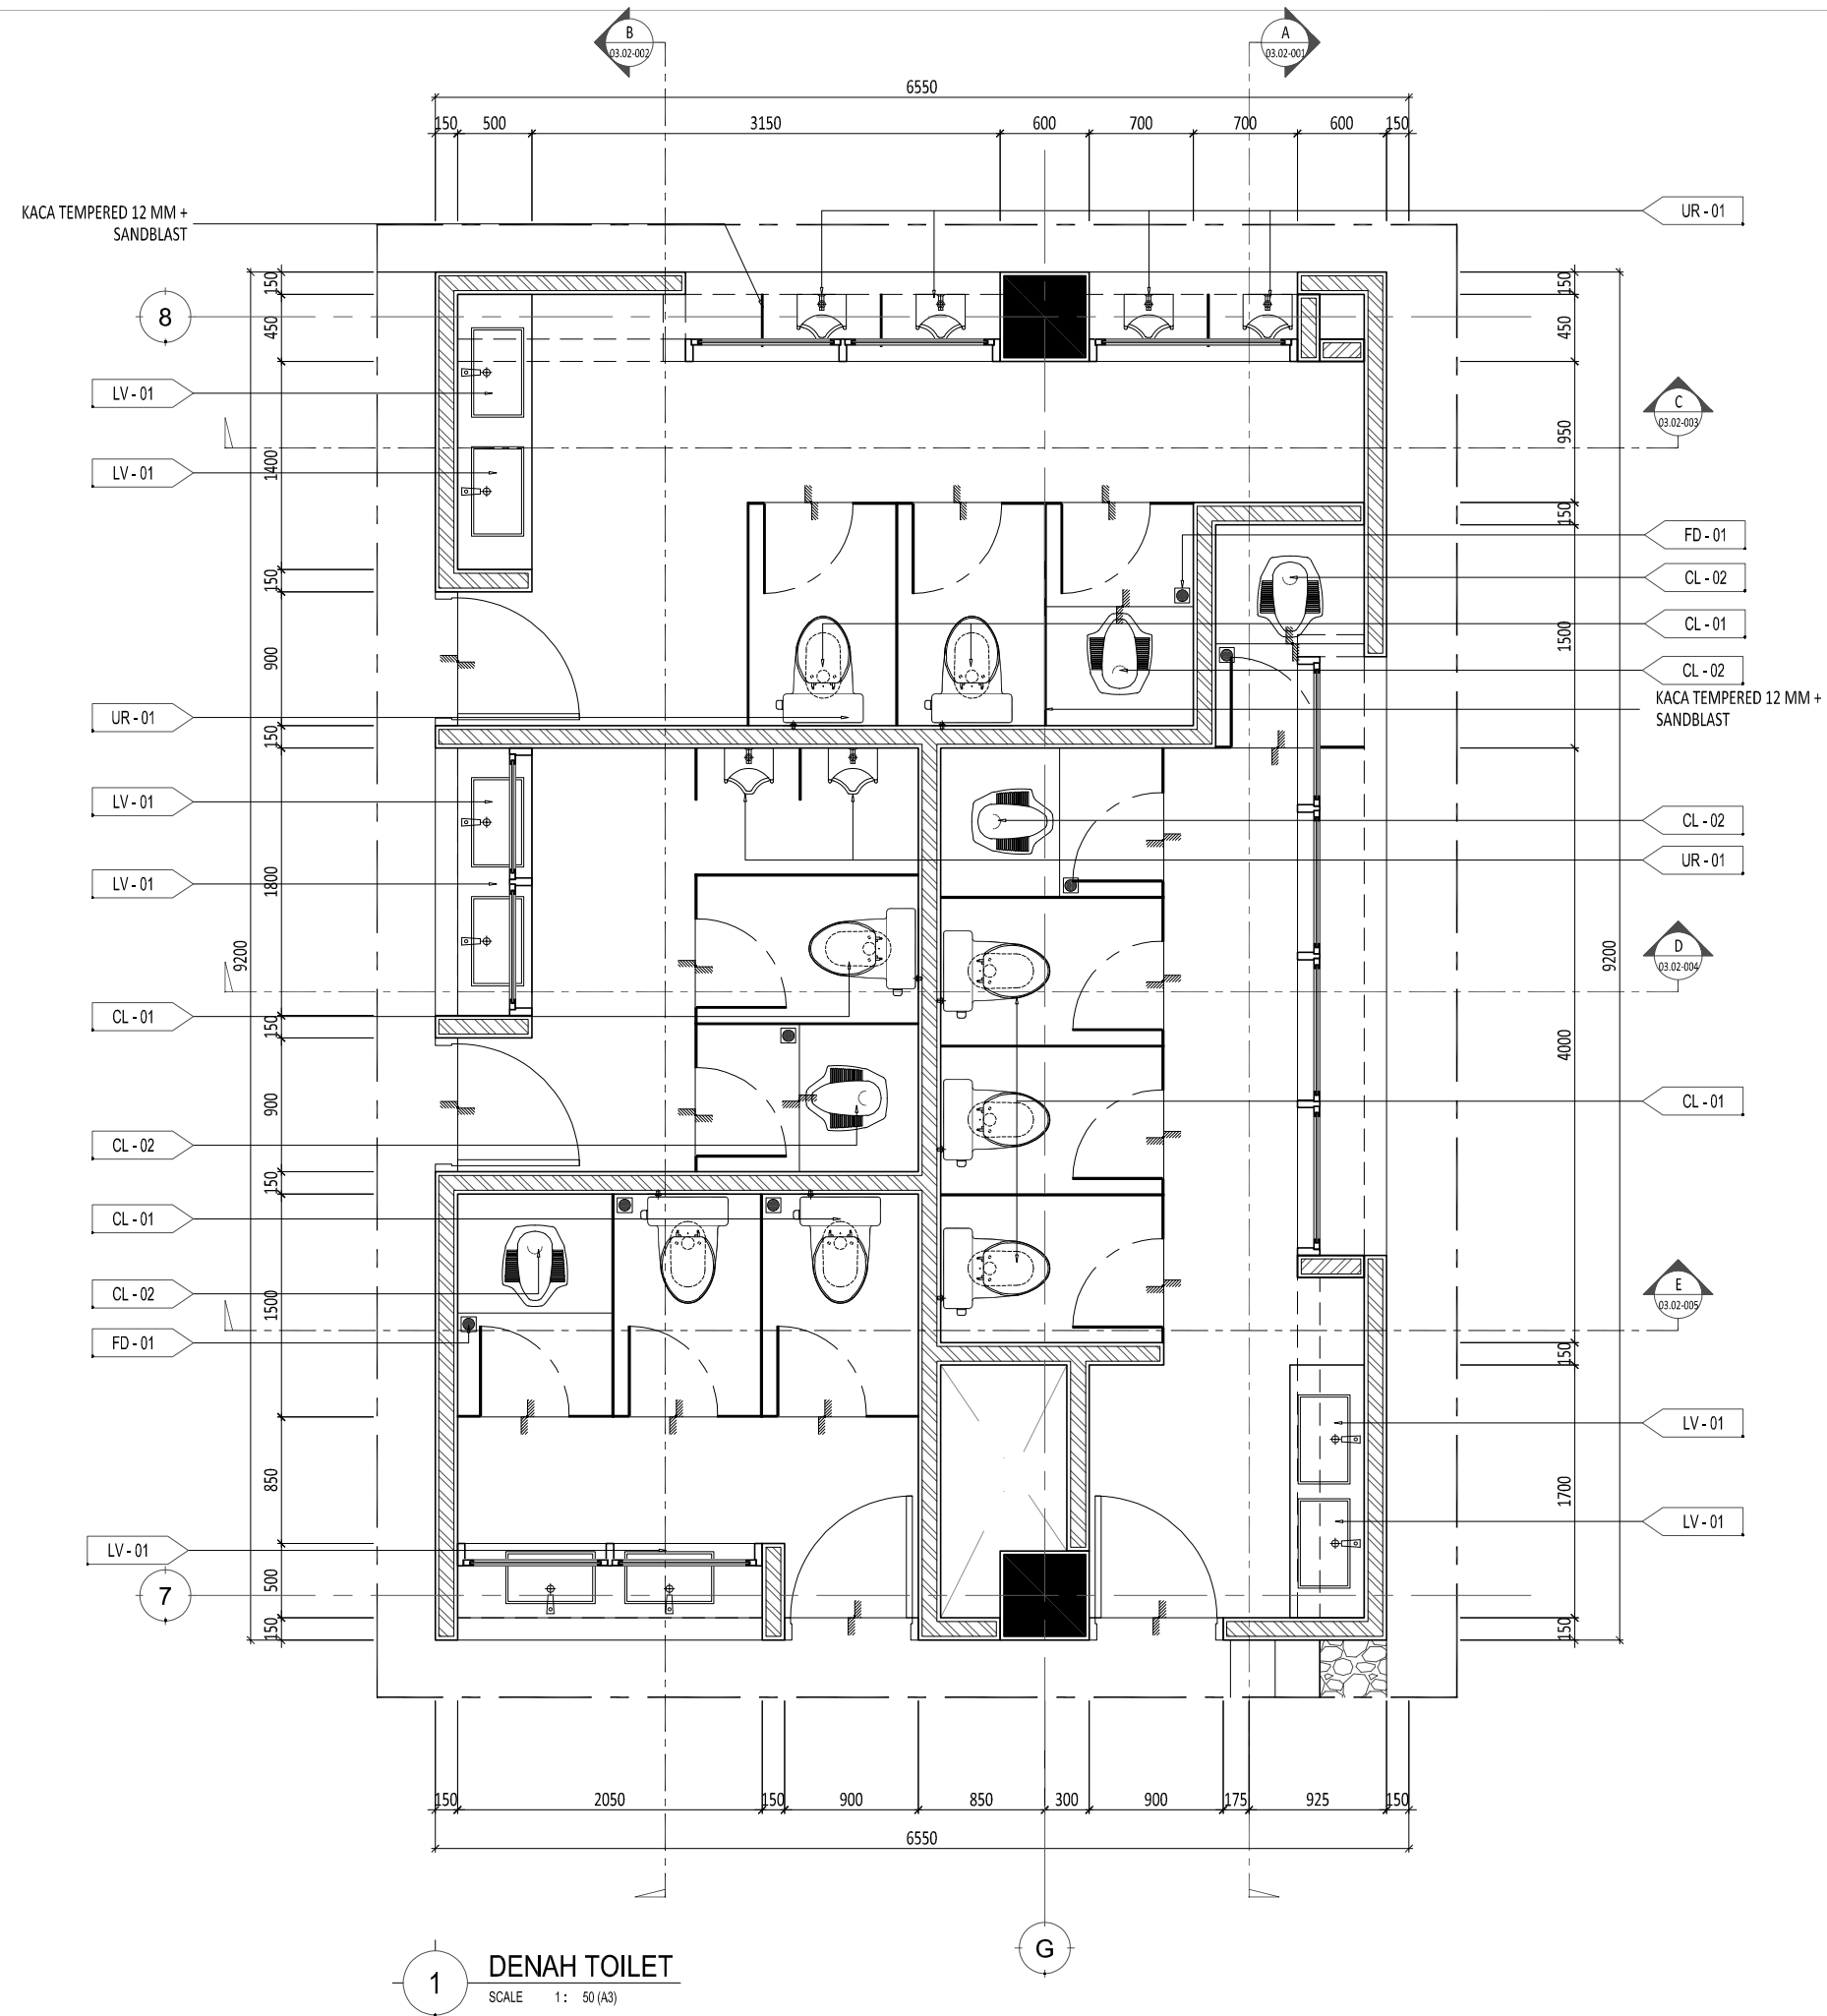 B
03.02-002
A
03.02-001
6550
150 500 3150 600 700 700 600 150
KACA TEMPERED 12 MM +
SANDBLAST
UR - 01
8
150
450
150
450
LV - 01
C
03.02-003
950
LV - 01
1400
150
FD - 01
CL - 02
150
CL - 01
1500
900
CL - 02
KACA TEMPERED 12 MM +
SANDBLAST
UR - 01
150
LV - 01
CL - 02
UR - 01
LV - 01
1800
9200
D
03.02-004
9200
CL - 01
150
4000
900
CL - 01
CL - 02
150
CL - 01
CL - 02
1500
E
03.02-005
FD - 01
150
LV - 01
850
1700
LV - 01
LV - 01
500
7
150
150
150 2050 150 900 850 300 900 175 925 150
6550
G
1
DENAH TOILET
SCALE 1 : 50 (A3)